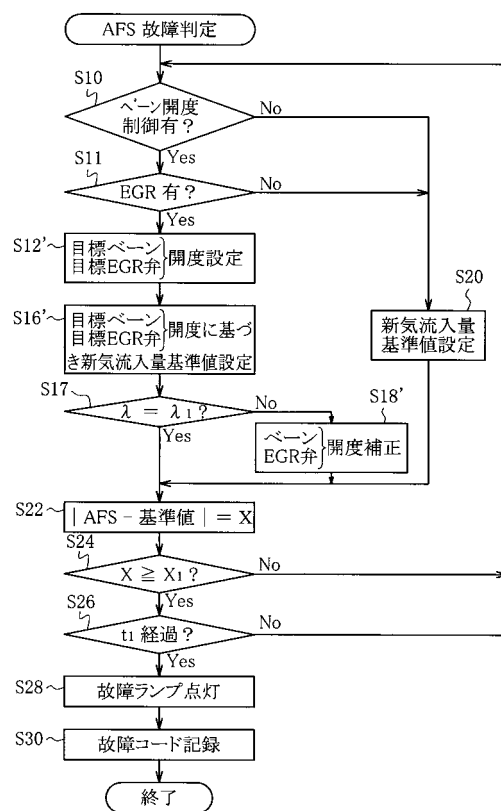 AFS 故障判定
S10
ベーン開度
制御有？
No
Yes
S11
EGR 有？
No
Yes
S12'
目標ベーン
目標EGR弁
開度設定
S16'
目標ベーン
目標EGR弁
開度に基づ
き新気流入量基準値設定
S20
新気流入量
基準値設定
S17
λ = λ1？
No
Yes
S18'
ベーン
EGR弁
開度補正
S22
| AFS − 基準値 | = X
S24
X ≧ X1？
No
Yes
S26
t1 経過？
No
Yes
S28
故障ランプ点灯
S30
故障コード記録
終了